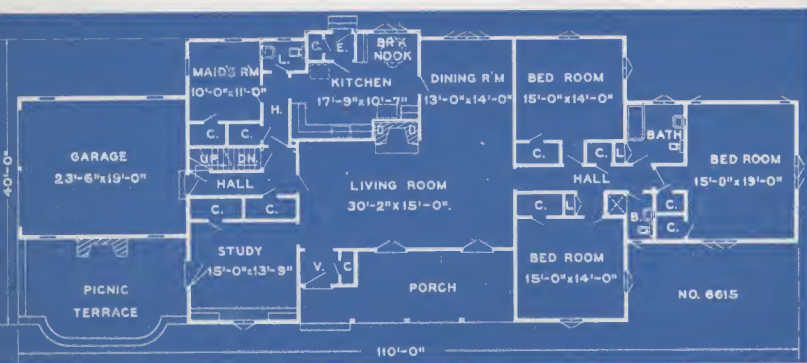 BR'K
NOOK
C.
E.
L.
MAID'S R'M
10'-0"x11'-0"
H.
KITCHEN
17'-9"x10'-7"
DINING R'M
13'-0"x14'-0"
BED ROOM
15'-0"x14'-0"
BATH
BED ROOM
15'-0"x19'-0"
C.
C.
UP.
DN.
D
D
C.
C.
L.
GARAGE
23'-6"x19'-0"
HALL
LIVING ROOM
30'-2"x15'-0".
HALL
C.
C.
C.
L.
B.
C.
C.
STUDY
15'-0"x13'-9"
V.
C
PORCH
BED ROOM
15'-0"x14'-0"
PICNIC
TERRACE
NO. 6615
40'-0"
110'-0"